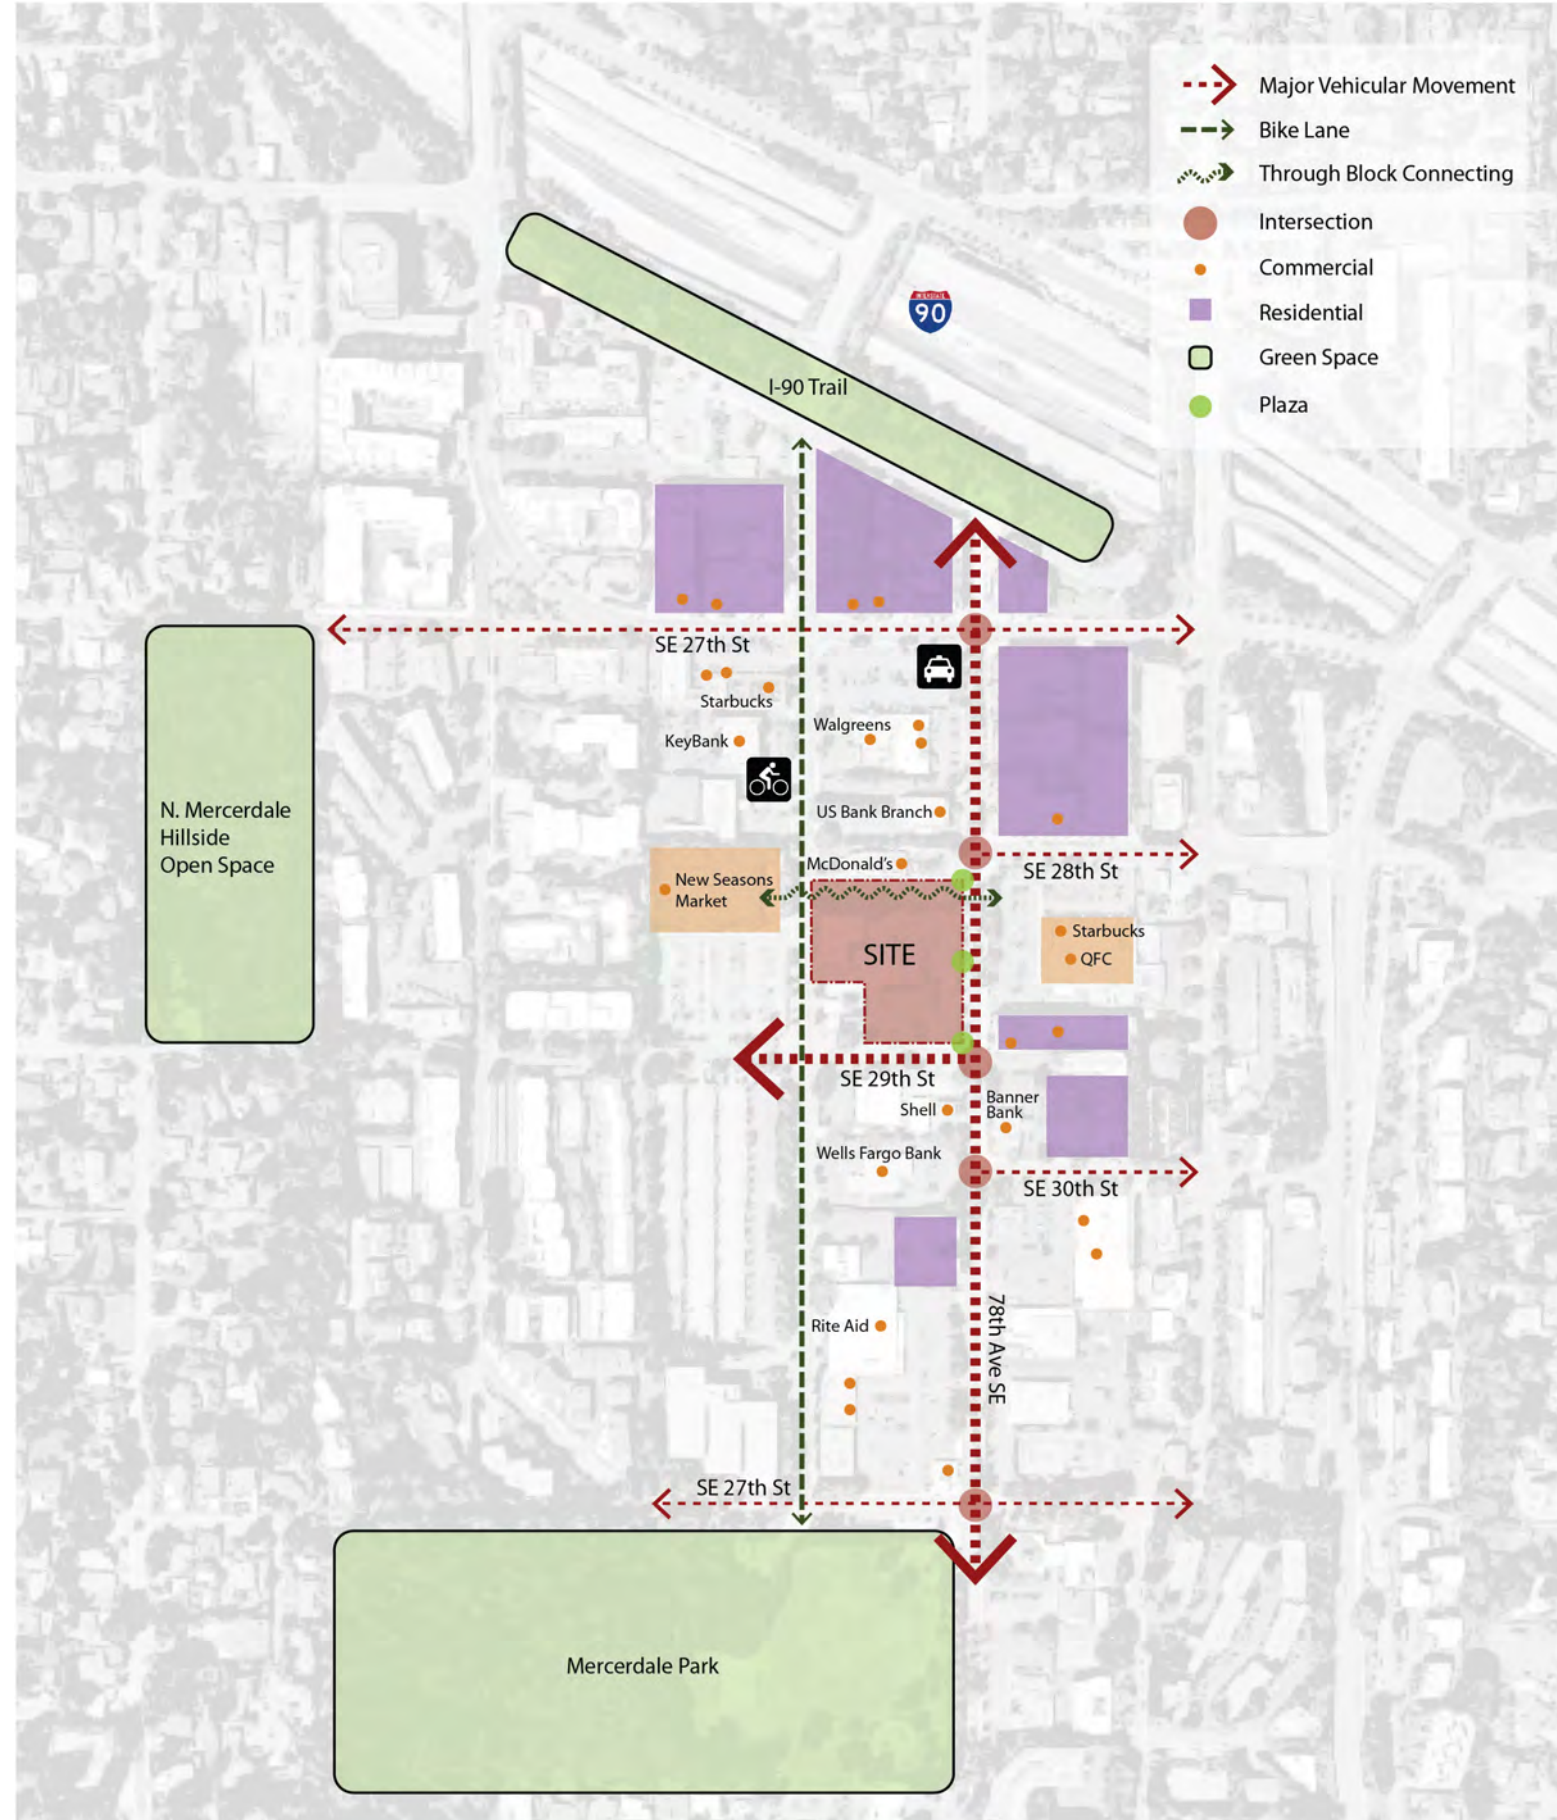 Major Vehicular Movement
Bike Lane
Through Block Connecting
Intersection
Commercial
Residential
Green Space
Plaza
90
I-90 Trail
SE 27th St
Starbucks
KeyBank
Walgreens
US Bank Branch
N. Mercerdale
Hillside
Open Space
McDonald's
SE 28th St
New Seasons
Market
SITE
Starbucks
QFC
SE 29th St
Shell
Banner
Bank
Wells Fargo Bank
SE 30th St
Rite Aid
78th Ave SE
SE 27th St
Mercerdale Park